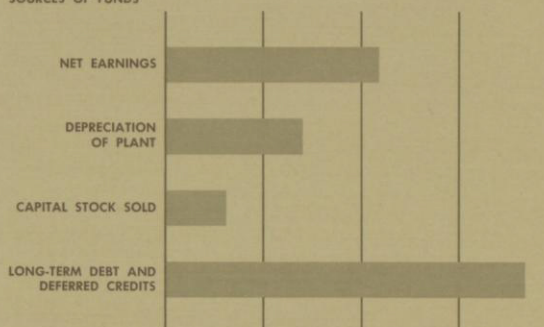 SOURCES OF FUNDS
NET EARNINGS
DEPRECIATION
OF PLANT
CAPITAL STOCK SOLD
LONG-TERM DEBT AND
DEFERRED CREDITS